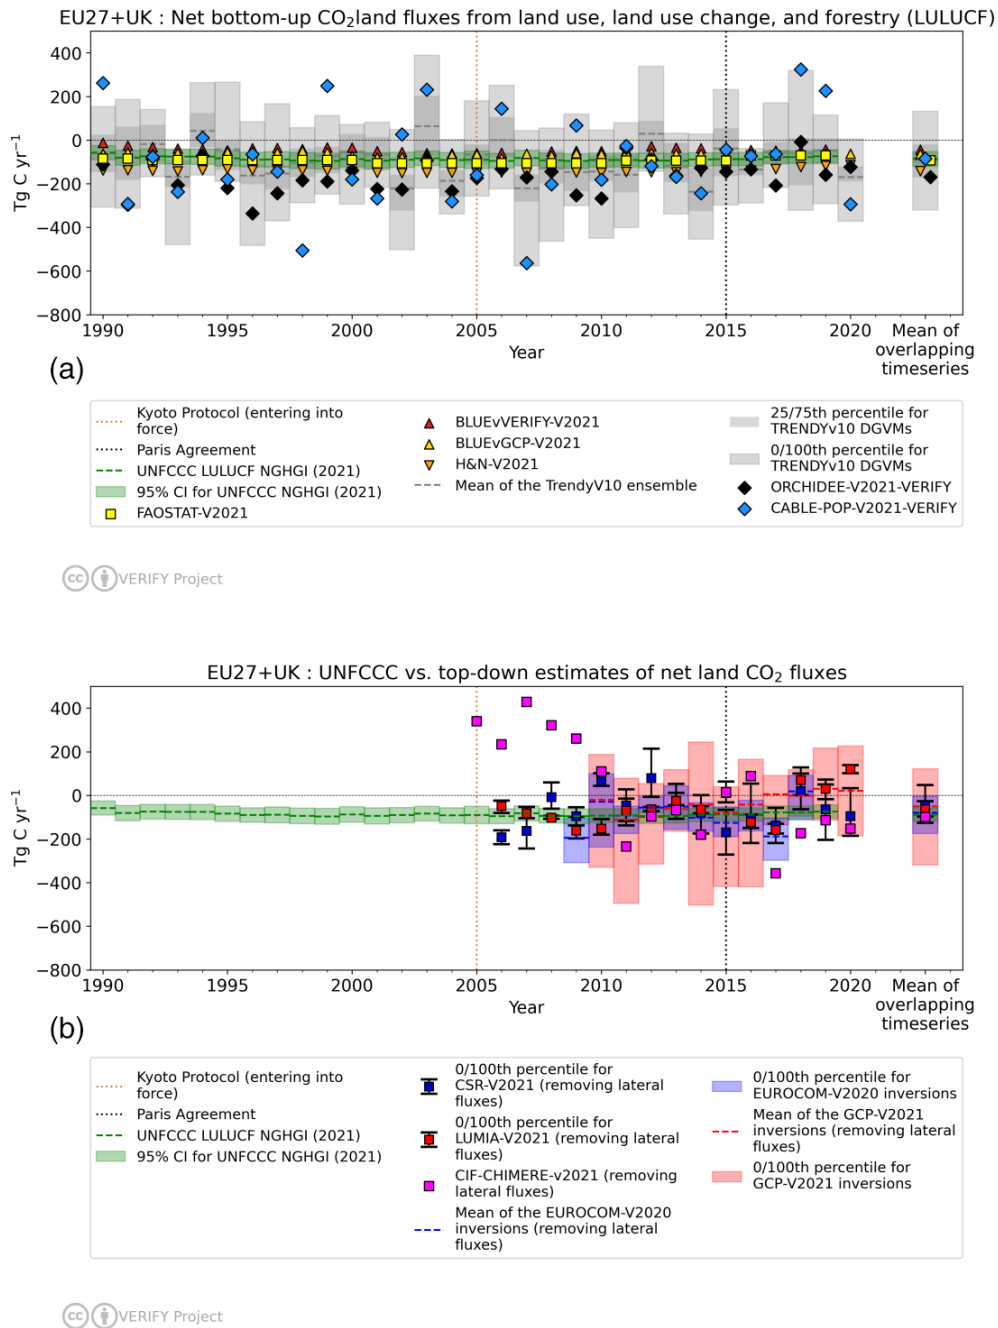 EU27+UK : Net bottom-up CO₂land fluxes from land use, land use change, and forestry (LULUCF)
400
200
0
−200
−400
−600
−800
Tg C yr⁻¹
1990
1995
2000
2005
2010
2015
2020
Mean of
overlapping
timeseries
Year
(a)
Kyoto Protocol (entering into
force)
Paris Agreement
UNFCCC LULUCF NGHGI (2021)
95% CI for UNFCCC NGHGI (2021)
FAOSTAT-V2021
BLUEvVERIFY-V2021
BLUEvGCP-V2021
H&N-V2021
Mean of the TrendyV10 ensemble
25/75th percentile for
TRENDYv10 DGVMs
0/100th percentile for
TRENDYv10 DGVMs
ORCHIDEE-V2021-VERIFY
CABLE-POP-V2021-VERIFY
cc VERIFY Project
EU27+UK : UNFCCC vs. top-down estimates of net land CO₂ fluxes
400
200
0
−200
−400
−600
−800
Tg C yr⁻¹
1990
1995
2000
2005
2010
2015
2020
Mean of
overlapping
timeseries
Year
(b)
Kyoto Protocol (entering into
force)
Paris Agreement
UNFCCC LULUCF NGHGI (2021)
95% CI for UNFCCC NGHGI (2021)
0/100th percentile for
CSR-V2021 (removing lateral
fluxes)
0/100th percentile for
LUMIA-V2021 (removing lateral
fluxes)
CIF-CHIMERE-v2021 (removing
lateral fluxes)
Mean of the EUROCOM-V2020
inversions (removing lateral
fluxes)
0/100th percentile for
EUROCOM-V2020 inversions
Mean of the GCP-V2021
inversions (removing lateral
fluxes)
0/100th percentile for
GCP-V2021 inversions
cc VERIFY Project